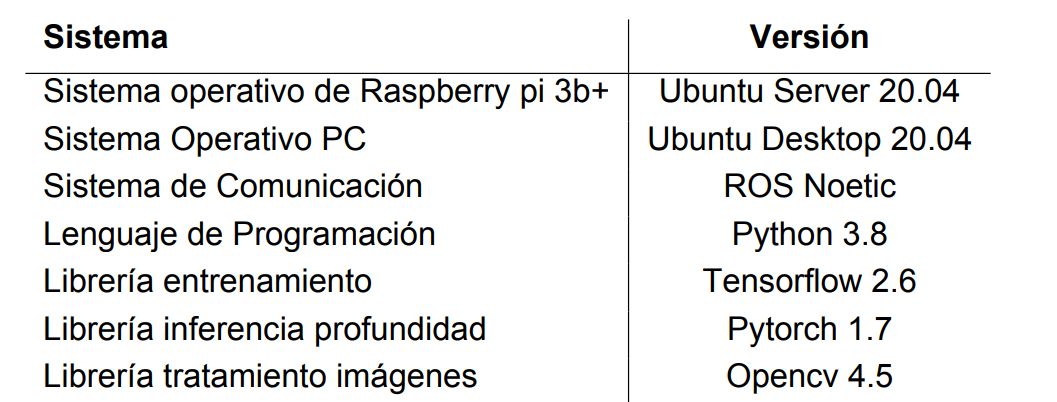 Sistema Versión
Sistema operativo de Raspberry pi 3b+ Ubuntu Server 20.04
Sistema Operativo PC Ubuntu Desktop 20.04
Sistema de Comunicación ROS Noetic
Lenguaje de Programación Python 3.8
Librería entrenamiento Tensorflow 2.6
Librería inferencia profundidad Pytorch 1.7
Librería tratamiento imágenes Opencv 4.5